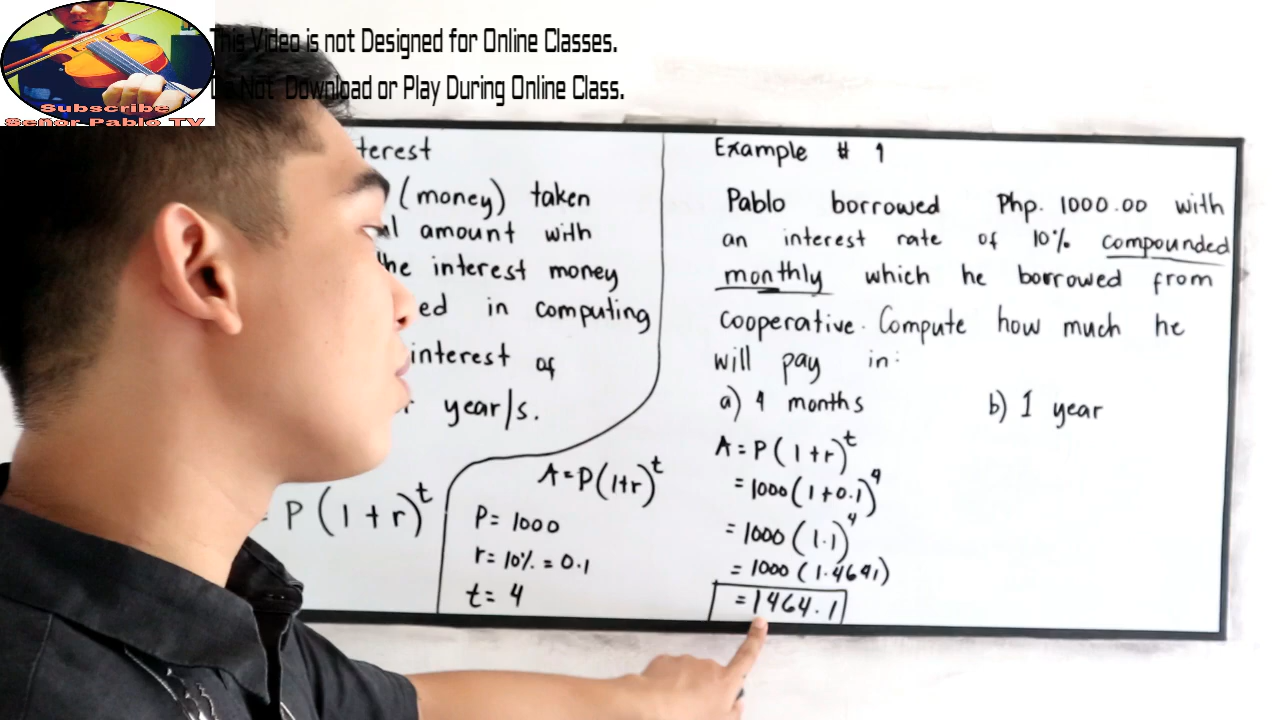 This Video is not Designed for Online Classes.
Do Not Download or Play During Online Class.
Subscribe
Señor Pablo TV
terest
(money) taken
amount with
the interest money
ed in computing
interest of
year/s.
= P (1 + r)^t
A = P(1+r)^t
P = 1000
r = 10% = 0.1
t = 4
Example # 1
Pablo borrowed Php. 1000.00 with
an interest rate of 10% compounded
monthly which he borrowed from
cooperative. Compute how much he
will pay in:
a) 4 months b) 1 year
A = P (1+r)^t
= 1000 (1+0.1)^4
= 1000 (1.1)^4
= 1000 (1.4641)
= 1464.1